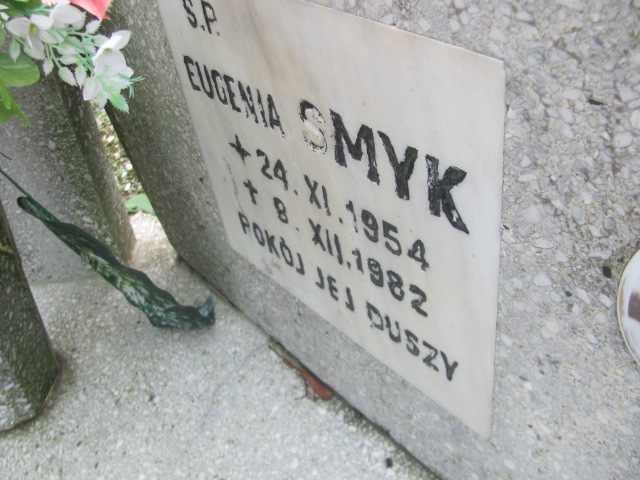 Ś.P.
EUGENIA SMYK
* 24. XI. 1954
+ 8. XII. 1982
POKÓJ JEJ DUSZY